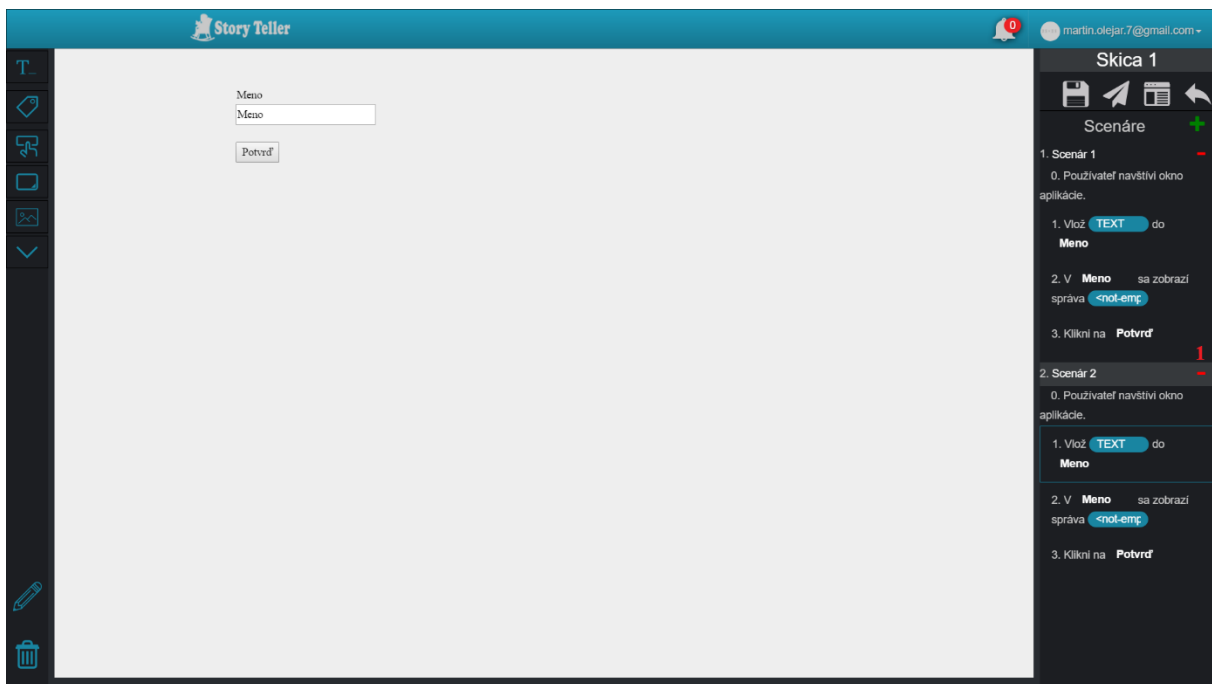 Story Teller
0
martin.olejar.7@gmail.com
T_
Skica 1
Meno
Meno
Potvrď
Scenáre
1. Scenár 1
0. Používateľ navštívi okno
aplikácie.
1. Vlož TEXT do
Meno
2. V Meno sa zobrazí
správa <not-emp
3. Klikni na Potvrď
1
2. Scenár 2
0. Používateľ navštívi okno
aplikácie.
1. Vlož TEXT do
Meno
2. V Meno sa zobrazí
správa <not-emp
3. Klikni na Potvrď